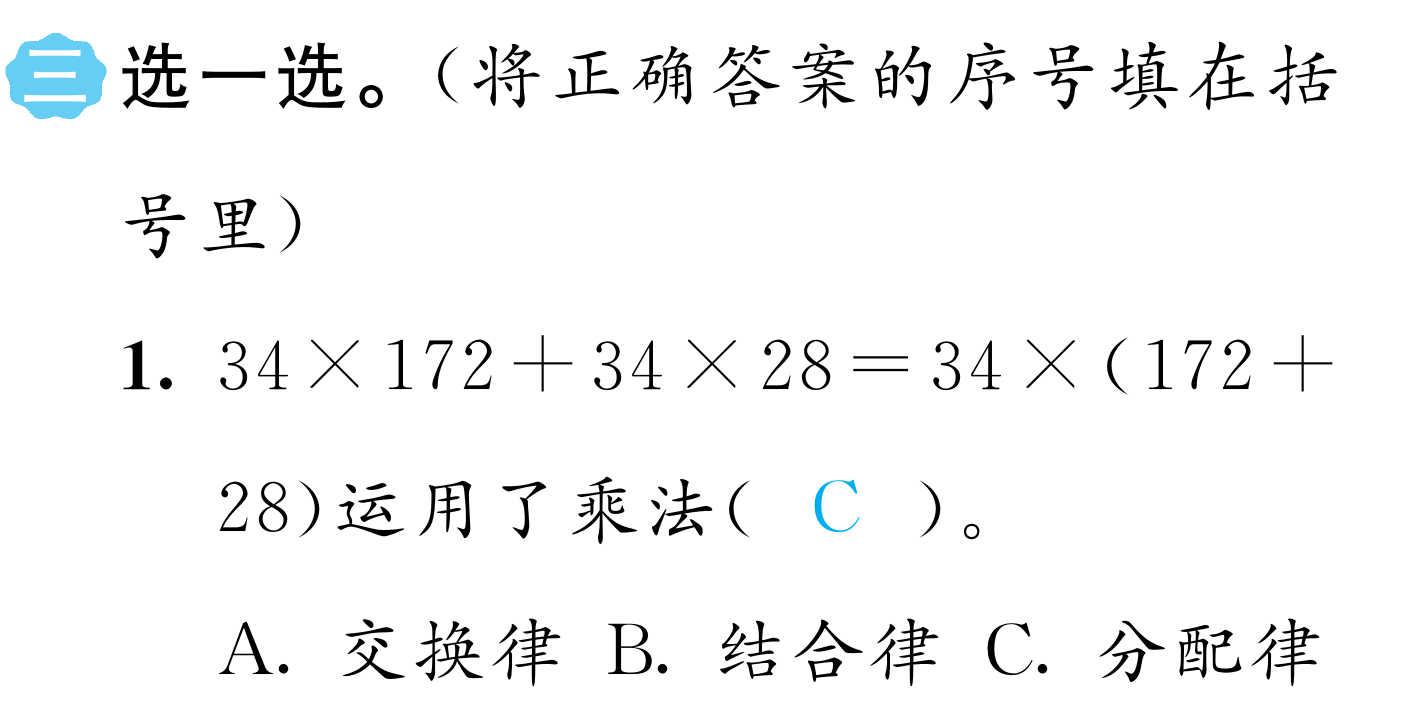 三 选一选。(将正确答案的序号填在括
号里)
1. 34×172+34×28=34×(172+
28)运用了乘法( C )。
A. 交换律 B. 结合律 C. 分配律